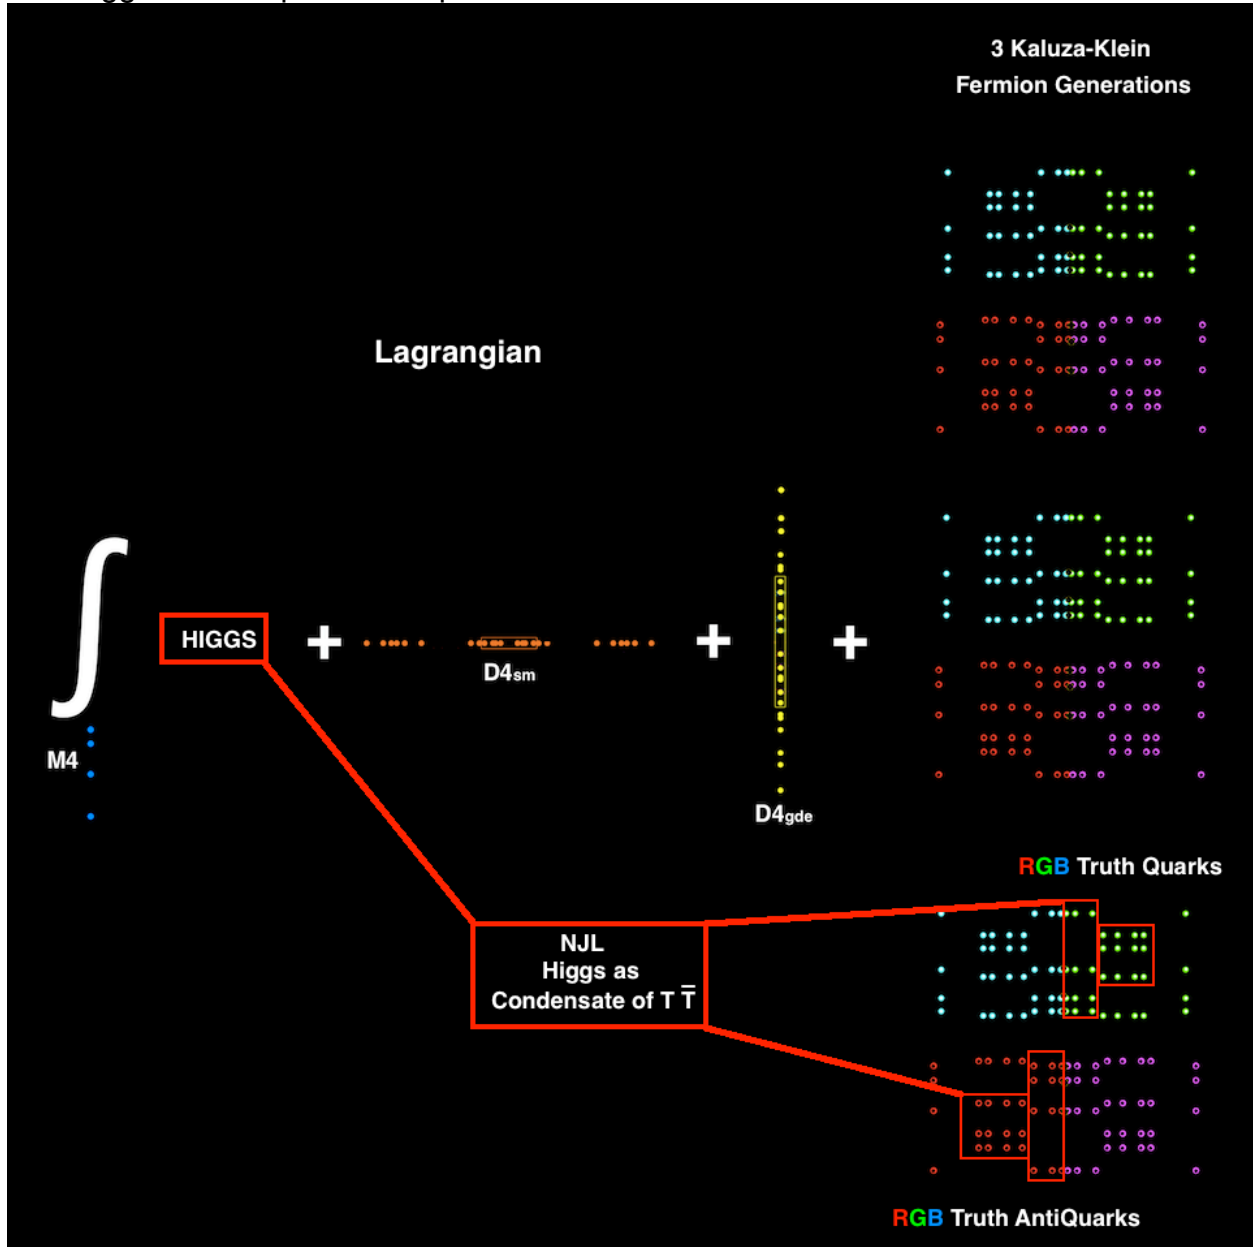 3 Kaluza-Klein
Fermion Generations
Lagrangian
∫
HIGGS
+
D4sm
+
+
M4
D4gde
RGB Truth Quarks
NJL
Higgs as
Condensate of T T̅
RGB Truth AntiQuarks